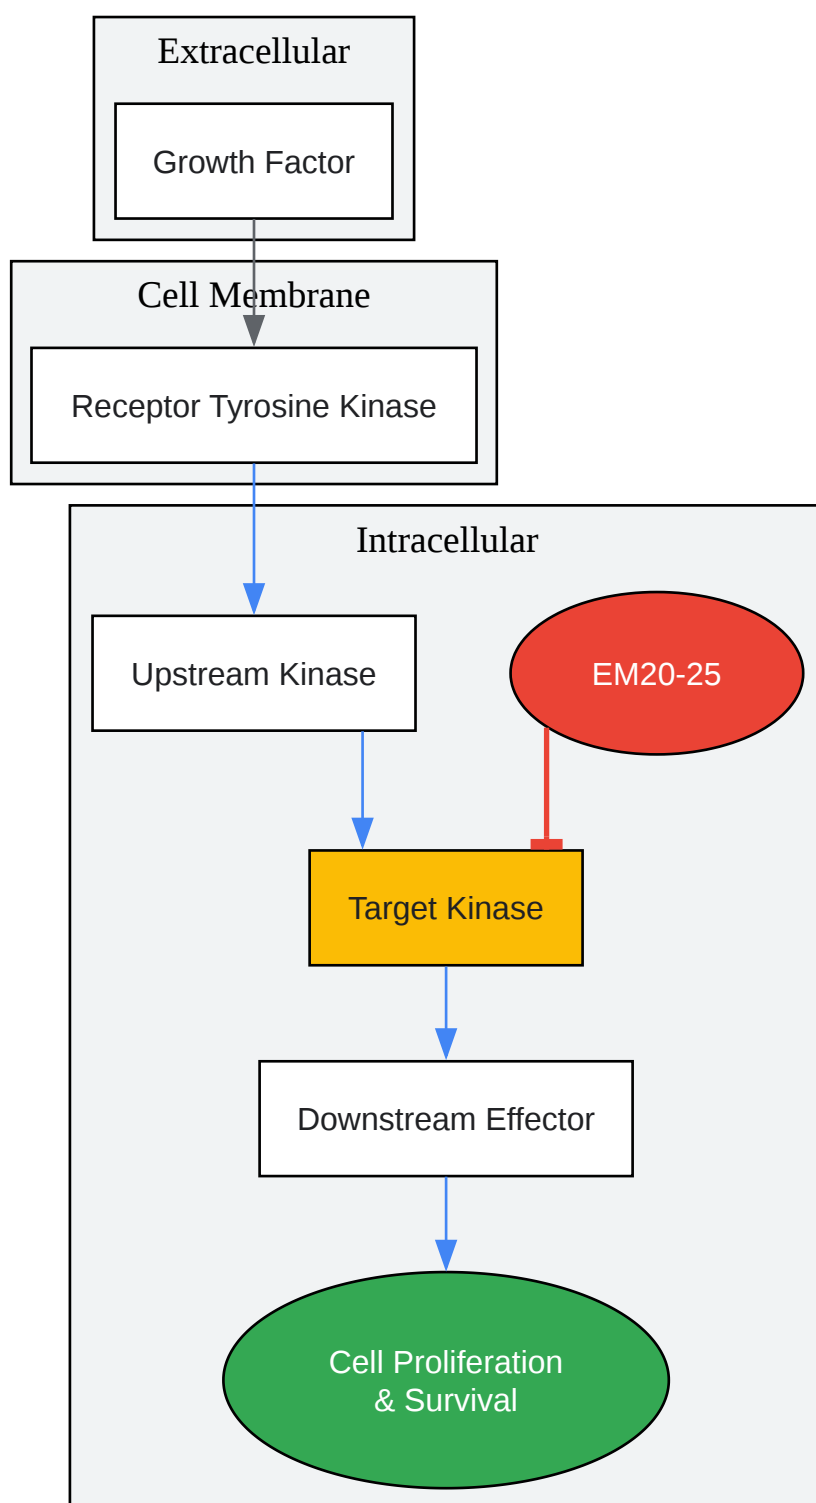 Extracellular
Growth Factor
Cell Membrane
Receptor Tyrosine Kinase
Intracellular
Upstream Kinase
EM20-25
Target Kinase
Downstream Effector
Cell Proliferation
& Survival